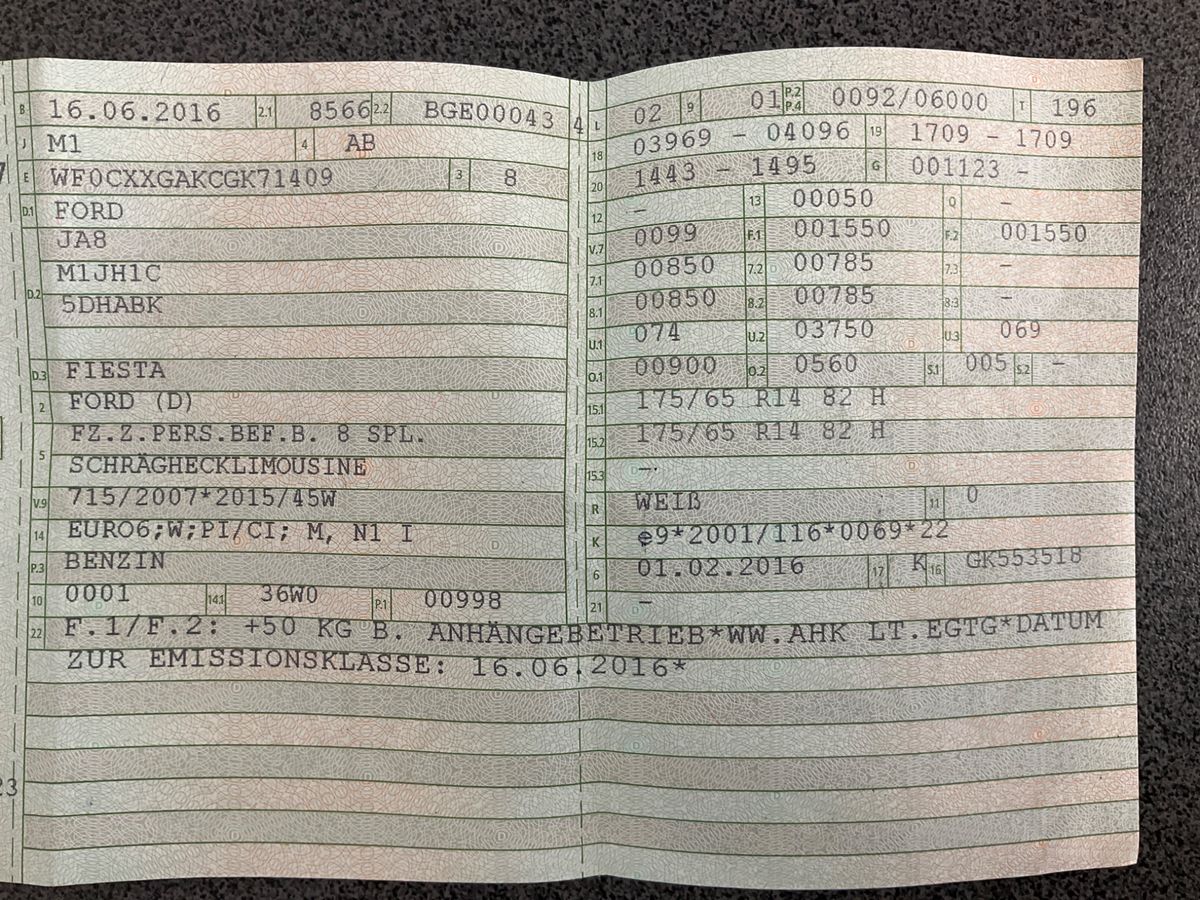 B 16.06.2016 2.1 8566 2.2 BGE00043 4
J M1 4 AB
E WF0CXXGAKCGK71409 3 8
D.1 FORD
JA8
D.2 M1JH1C
5DHABK
D.3 FIESTA
2 FORD (D)
5 FZ.Z.PERS.BEF.B. 8 SPL.
SCHRÄGHECKLIMOUSINE
V.9 715/2007*2015/45W
14 EURO6;W;PI/CI; M, N1 I
P.3 BENZIN
10 0001 14.1 36W0 P.1 00998
L 02 9 01 P.2 P.4 0092/06000 T 196
18 03969 - 04096 19 1709 - 1709
20 1443 - 1495 G 001123 -
12 - 13 00050 Q -
V.7 0099 F.1 001550 F.2 001550
7.1 00850 7.2 00785 7.3 -
8.1 00850 8.2 00785 8.3 -
U.1 074 U.2 03750 U.3 069
O.1 00900 O.2 0560 S.1 005 S.2 -
15.1 175/65 R14 82 H
15.2 175/65 R14 82 H
15.3 -.
R WEIß 11 0
K e9*2001/116*0069*22
6 01.02.2016 17 K 16 GK553518
21 -
22 F.1/F.2: +50 KG B. ANHÄNGEBETRIEB*WW.AHK LT.EGTG*DATUM
ZUR EMISSIONSKLASSE: 16.06.2016*
23